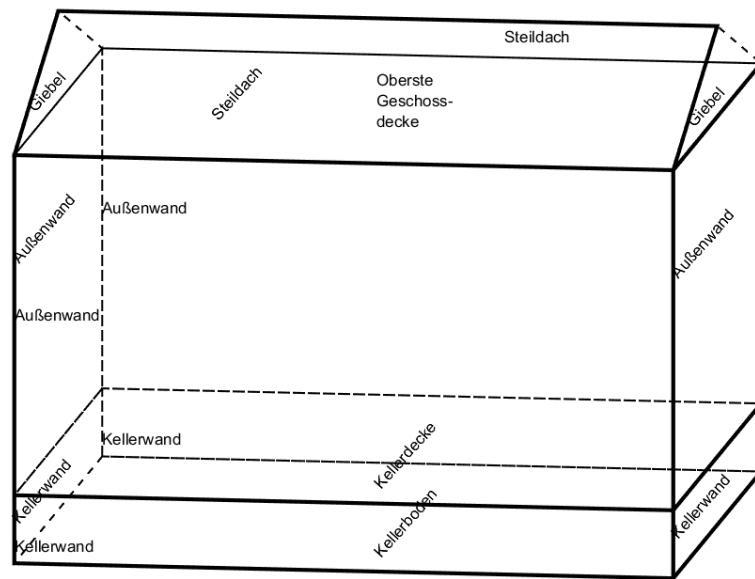 Steildach
Giebel
Steildach
Oberste
Geschoss-
decke
Giebel
Außenwand
Außenwand
Außenwand
Außenwand
Kellerwand
Kellerdecke
Kellerwand
Kellerwand
Kellerboden
Kellerwand